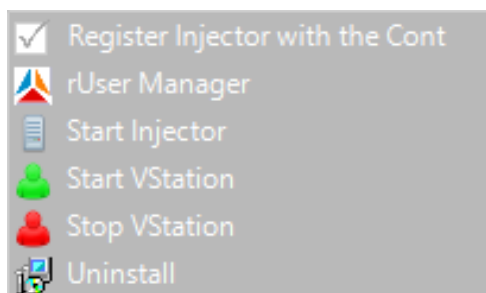 Register Injector with the Cont
rUser Manager
Start Injector
Start VStation
Stop VStation
Uninstall